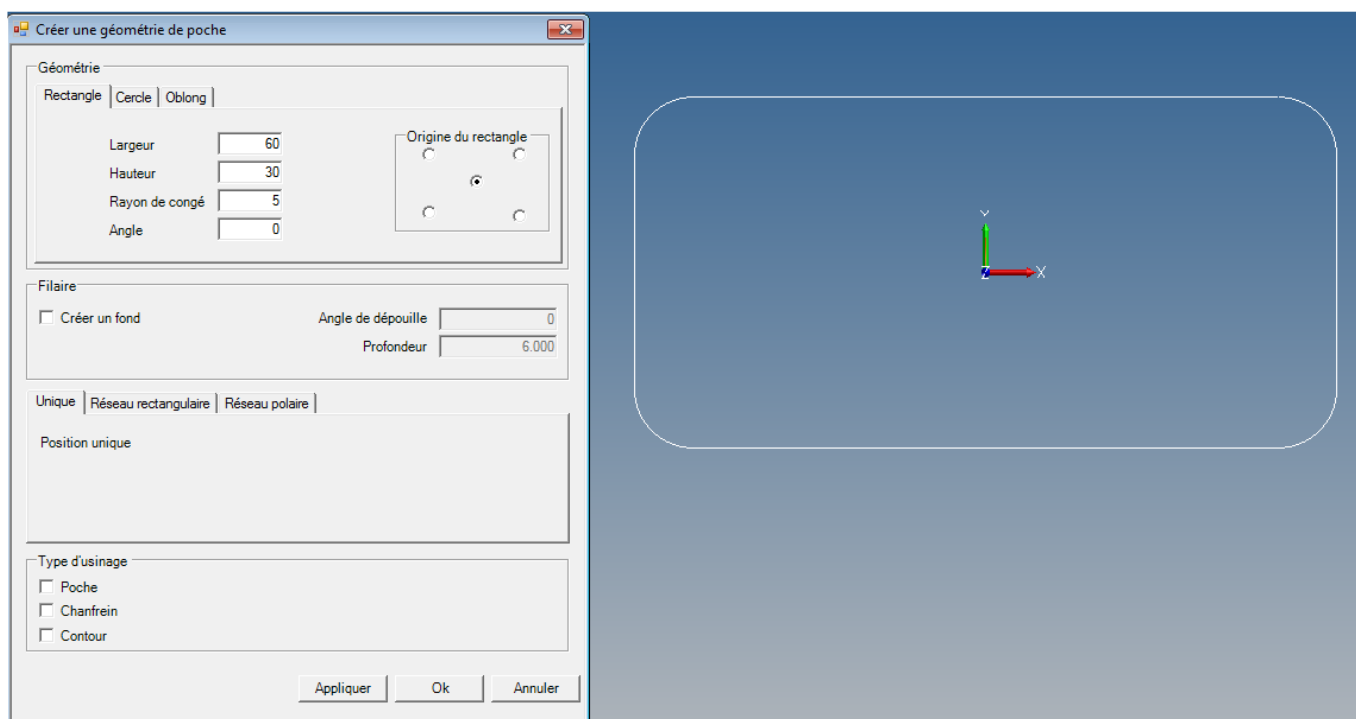 Créer une géométrie de poche
Géométrie
Rectangle Cercle Oblong
Largeur 60
Hauteur 30
Rayon de congé 5
Angle 0
Origine du rectangle
Filaire
Créer un fond
Angle de dépouille 0
Profondeur 6.000
Unique Réseau rectangulaire Réseau polaire
Position unique
Type d'usinage
Poche
Chanfrein
Contour
Appliquer Ok Annuler
Y
Z X